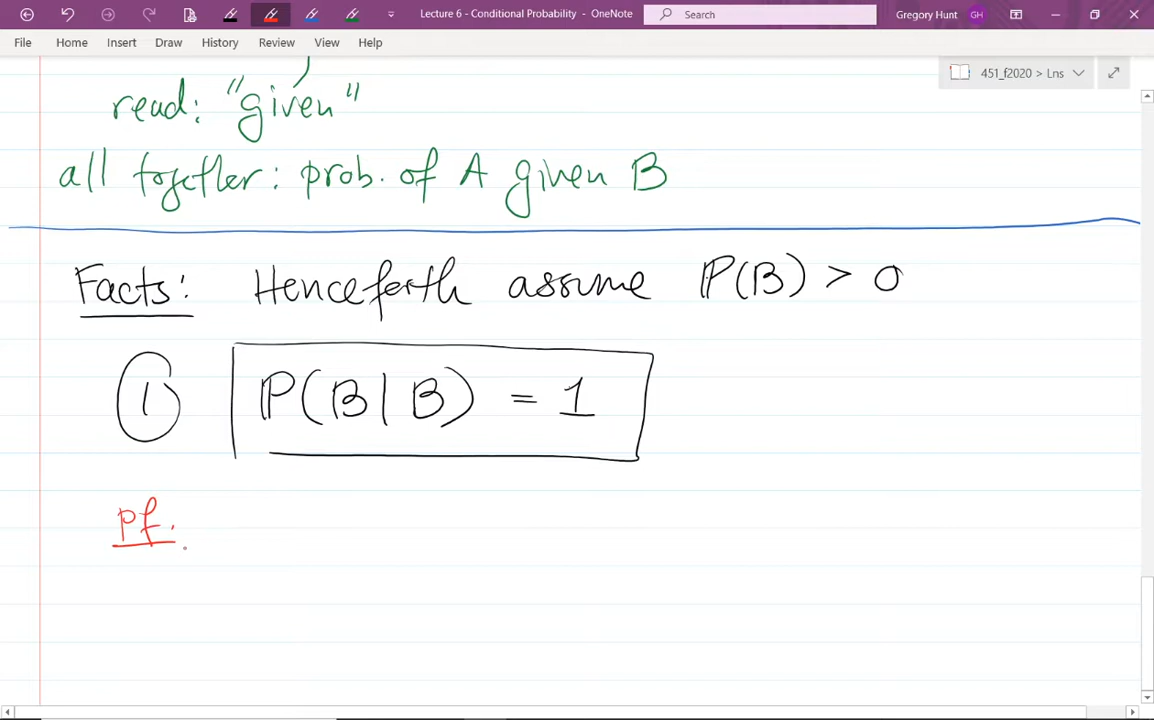 Lecture 6 - Conditional Probability - OneNote
Search
Gregory Hunt GH
File Home Insert Draw History Review View Help
451_f2020 > Lns
read: "given"
all together: prob. of A given B
Facts: Henceforth assume P(B) > 0
1 P(B|B) = 1
pf.